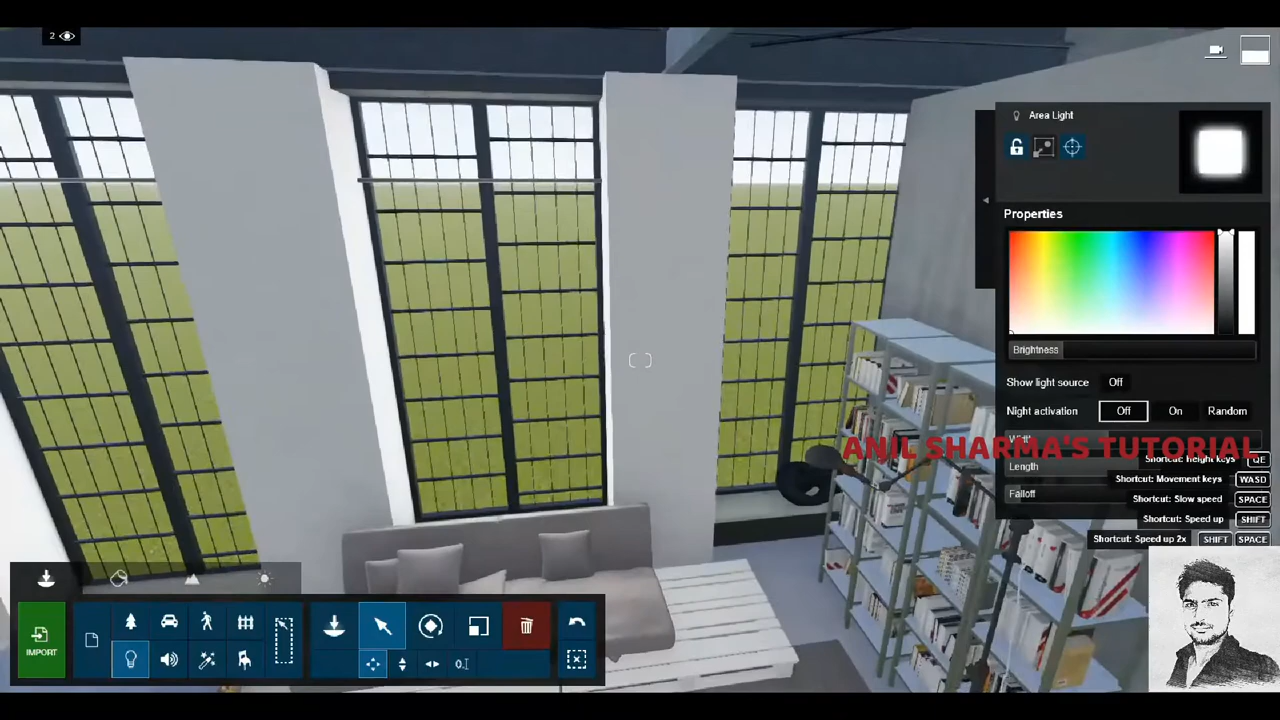 2
Area Light
Properties
Brightness
Show light source Off
Night activation Off On Random
ANIL SHARMA'S TUTORIAL
Shortcut: Height keys QE
Length
Shortcut: Movement keys WASD
Falloff
Shortcut: Slow speed SPACE
Shortcut: Speed up SHIFT
Shortcut: Speed up 2x SHIFT SPACE
IMPORT